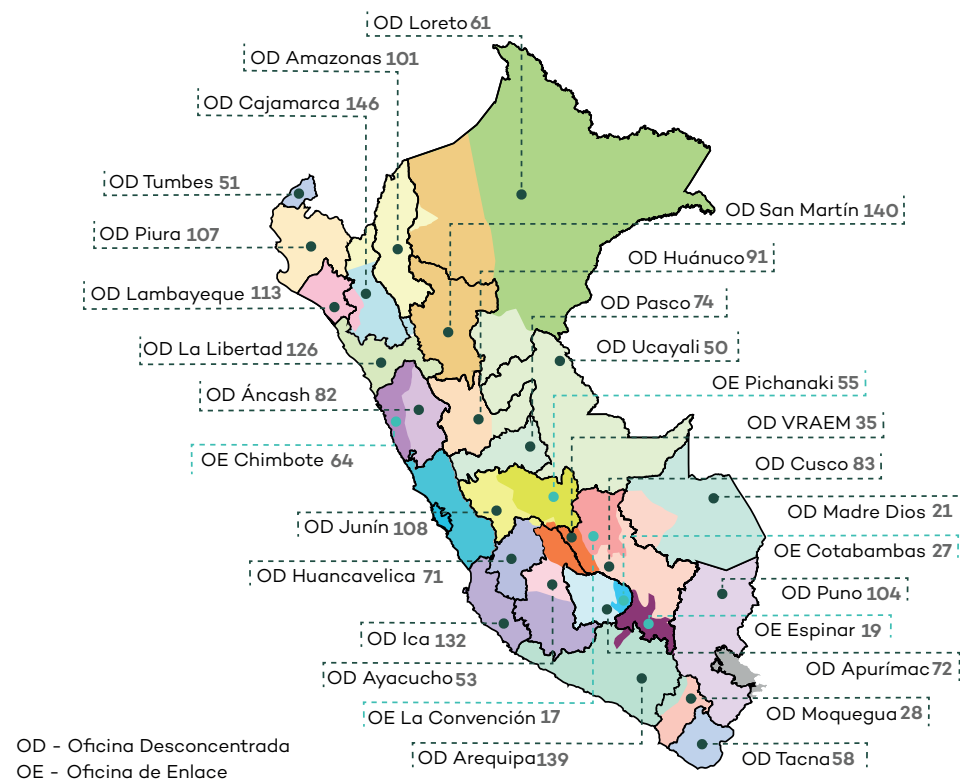 OD Loreto 61
OD Amazonas 101
OD Cajamarca 146
OD Tumbes 51
OD San Martín 140
OD Piura 107
OD Huánuco 91
OD Lambayeque 113
OD Pasco 74
OD La Libertad 126
OD Ucayali 50
OE Pichanaki 55
OD Áncash 82
OD VRAEM 35
OE Chimbote 64
OD Cusco 83
OD Madre Dios 21
OD Junín 108
OE Cotabambas 27
OD Huancavelica 71
OD Puno 104
OD Ica 132
OE Espinar 19
OD Apurímac 72
OD Ayacucho 53
OE La Convención 17
OD Moquegua 28
OD Arequipa 139
OD Tacna 58
OD - Oficina Desconcentrada
OE - Oficina de Enlace